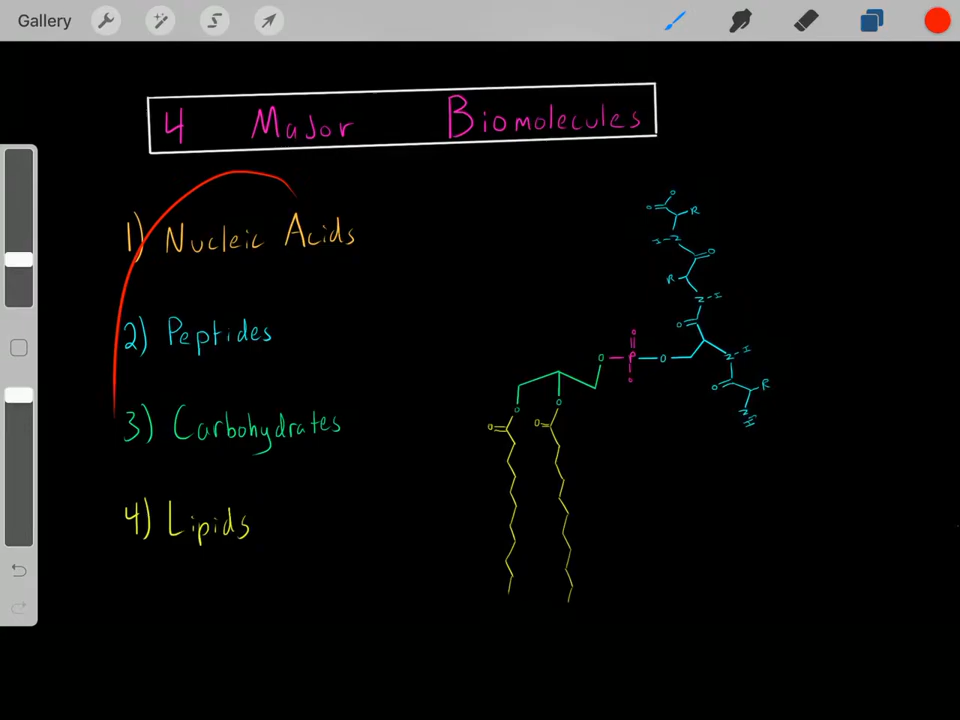 Gallery
4 Major Biomolecules
1) Nucleic Acids
2) Peptides
3) Carbohydrates
4) Lipids
O
O R
H-N
O
R
N-H
O
O
O P O N-H
O
O R
O O N
H
O O